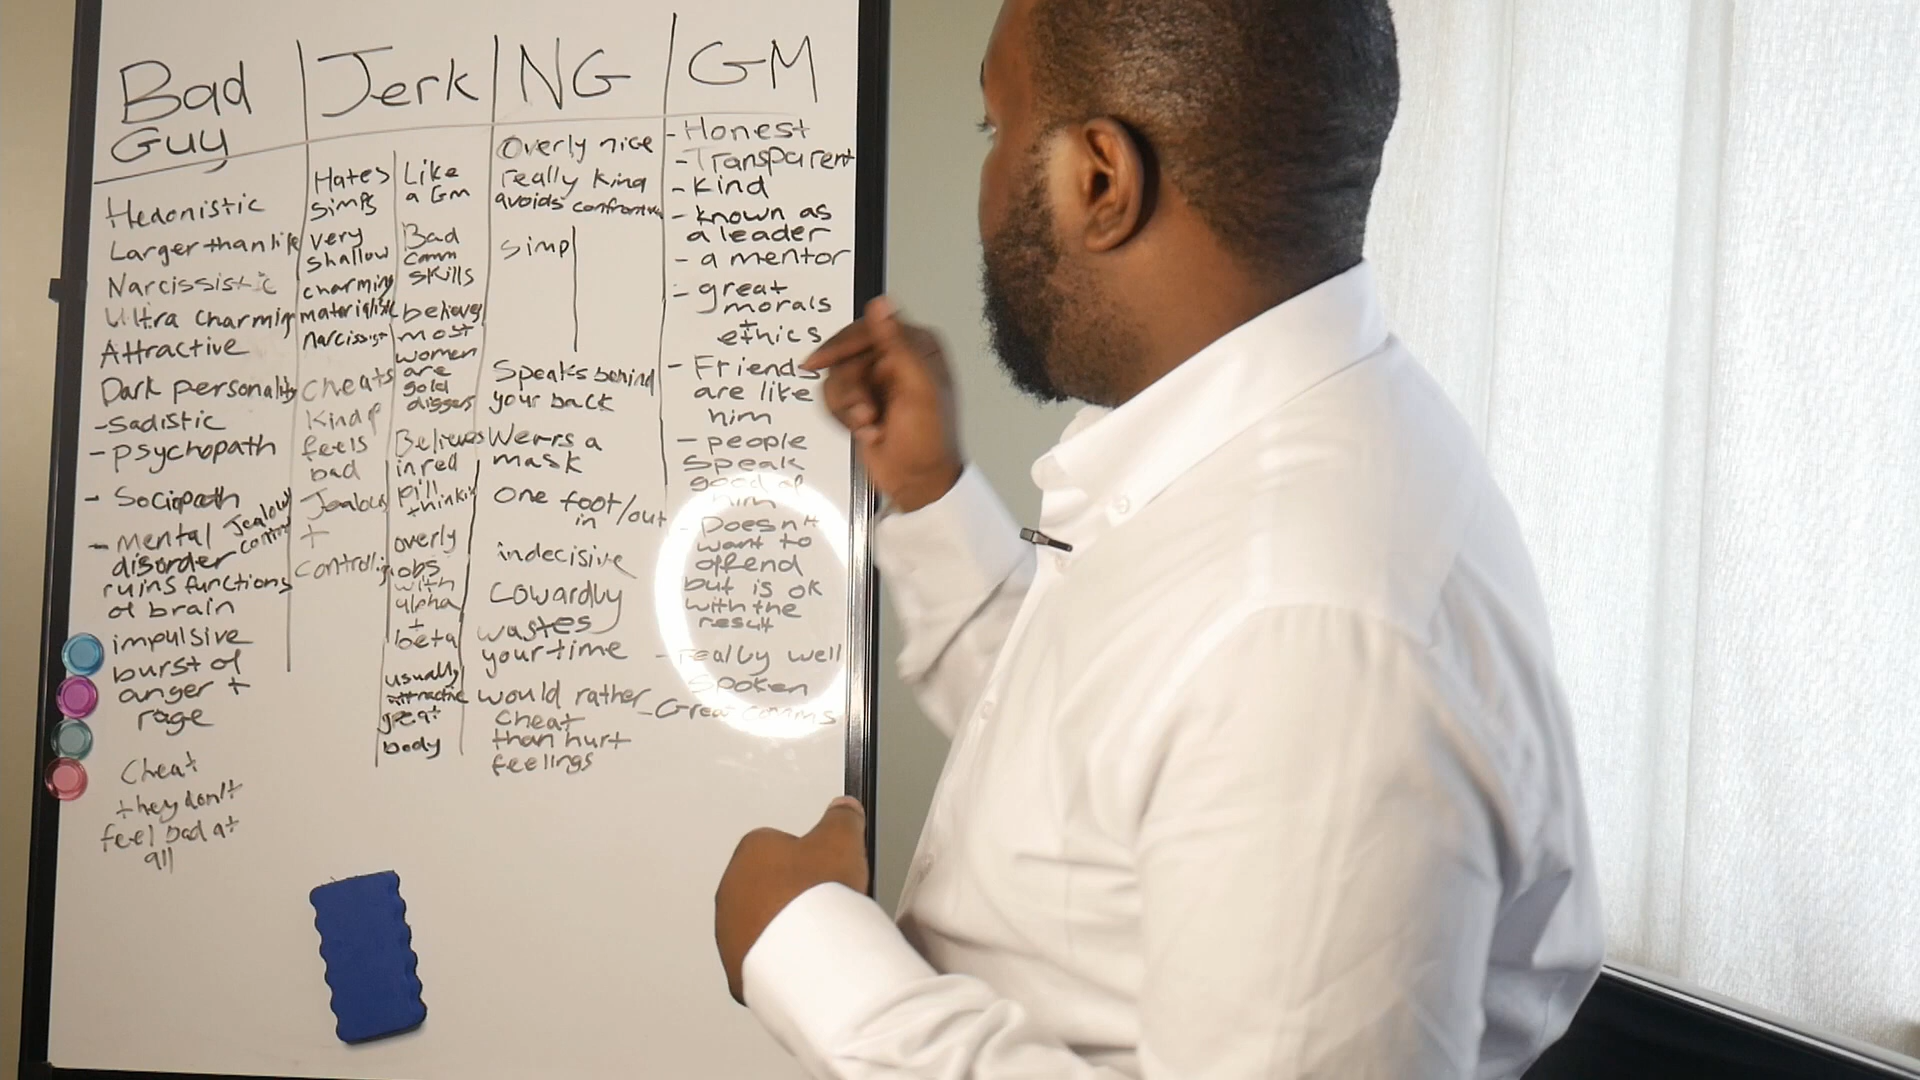 Bad
Guy
Hedonistic
Larger than life
Narcissistic
Ultra charming
Attractive
Dark personality
- Sadistic
- psychopath
- Sociopath
- mental
disorder
Jealous
control
ruins functions
of brain
impulsive
burst of
anger +
rage
Cheat
they don't
feel bad at
all
Jerk
Hates
simps
very
shallow
charming
materialistic
narcissist
cheats
kind of
feels
bad
Jealous
+
controlling
Like
a Gm
Bad
comm
skills
believes
most
women
are
gold
diggers
Believes
in red
pill
thinking
overly
obs
with
alpha
+
beta
usually
attractive
great
body
NG
Overly nice
really kind
avoids confrontation
simp
Speaks behind
your back
Werrs a
mask
one foot/out
in
indecisive
Cowardly
wastes
your time
would rather
cheat
than hurt
feelings
GM
- Honest
- Transparent
- Kind
- known as
a leader
- a mentor
- great
morals
+
ethics
- Friends
are like
him
- people
speak
good of
him
- Doesn't
want to
offend
but is ok
with the
result
- really well
spoken
- Great comms